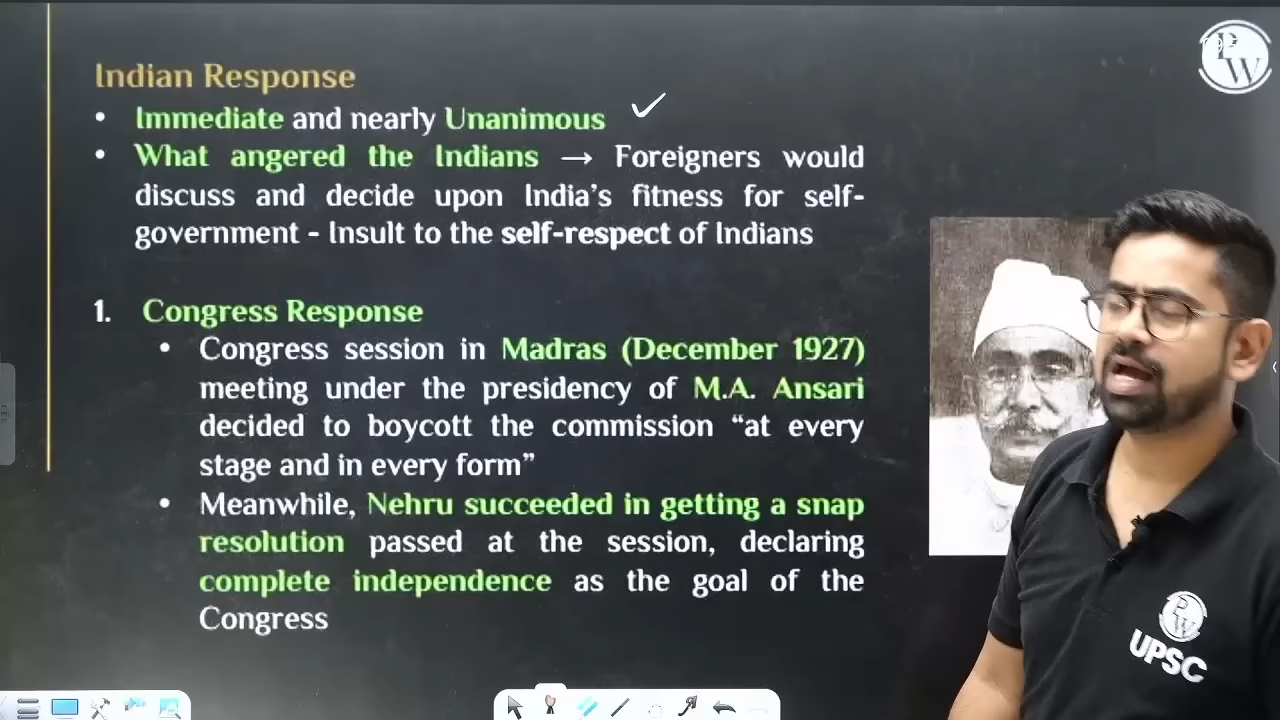 Indian Response
• Immediate and nearly Unanimous
• What angered the Indians → Foreigners would
discuss and decide upon India’s fitness for self-
government - Insult to the self-respect of Indians
1. Congress Response
• Congress session in Madras (December 1927)
meeting under the presidency of M.A. Ansari
decided to boycott the commission “at every
stage and in every form”
• Meanwhile, Nehru succeeded in getting a snap
resolution passed at the session, declaring
complete independence as the goal of the
Congress
PW
PW
UPSC